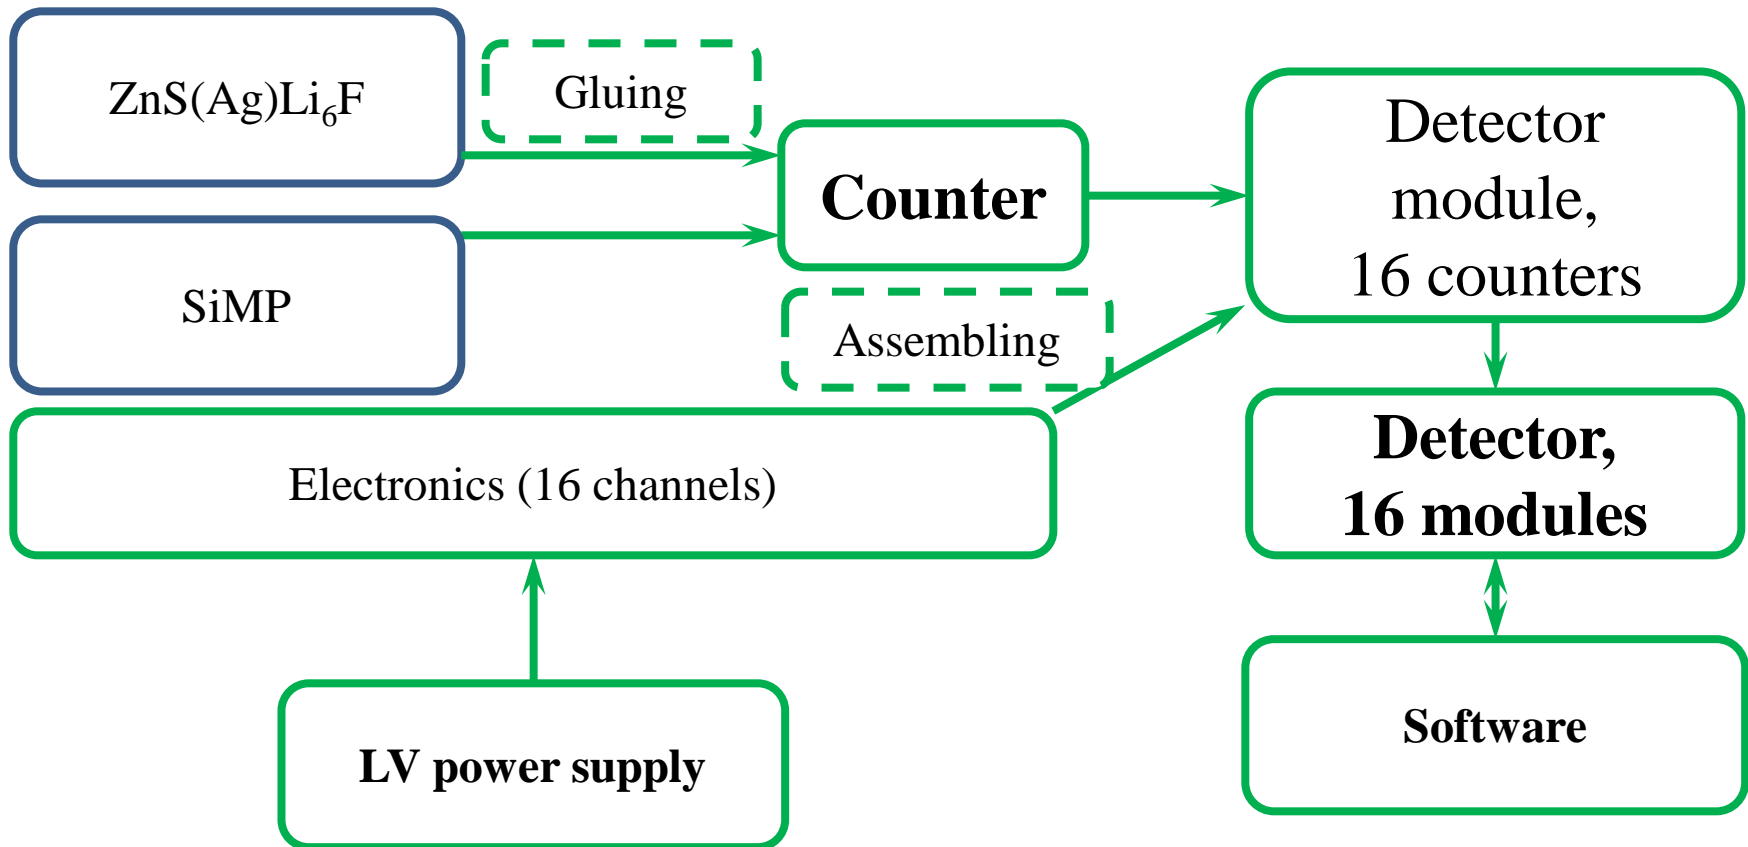 ZnS(Ag)Li₆F
Gluing
Counter
Detector
module,
16 counters
SiMP
Assembling
Electronics (16 channels)
Detector,
16 modules
LV power supply
Software